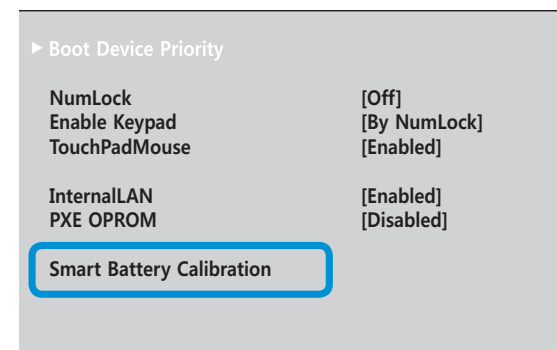 ▶ Boot Device Priority
NumLock [Off]
Enable Keypad [By NumLock]
TouchPadMouse [Enabled]
InternalLAN [Enabled]
PXE OPROM [Disabled]
Smart Battery Calibration